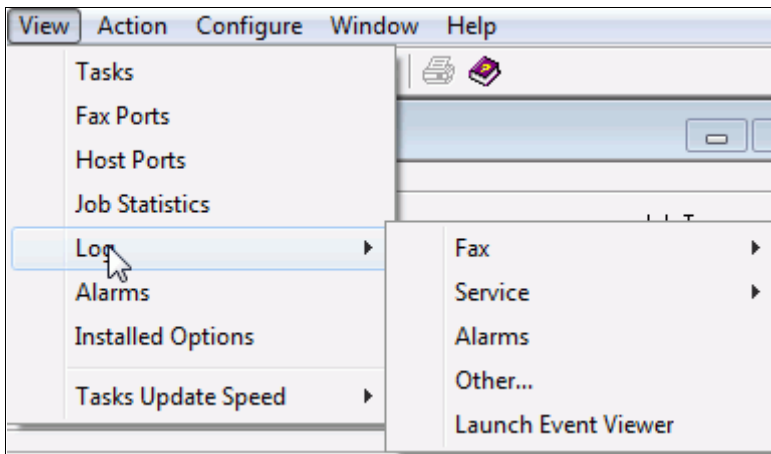 View Action Configure Window Help
Tasks
Fax Ports
Host Ports
Job Statistics
Log
Alarms
Installed Options
Tasks Update Speed
Fax
Service
Alarms
Other...
Launch Event Viewer